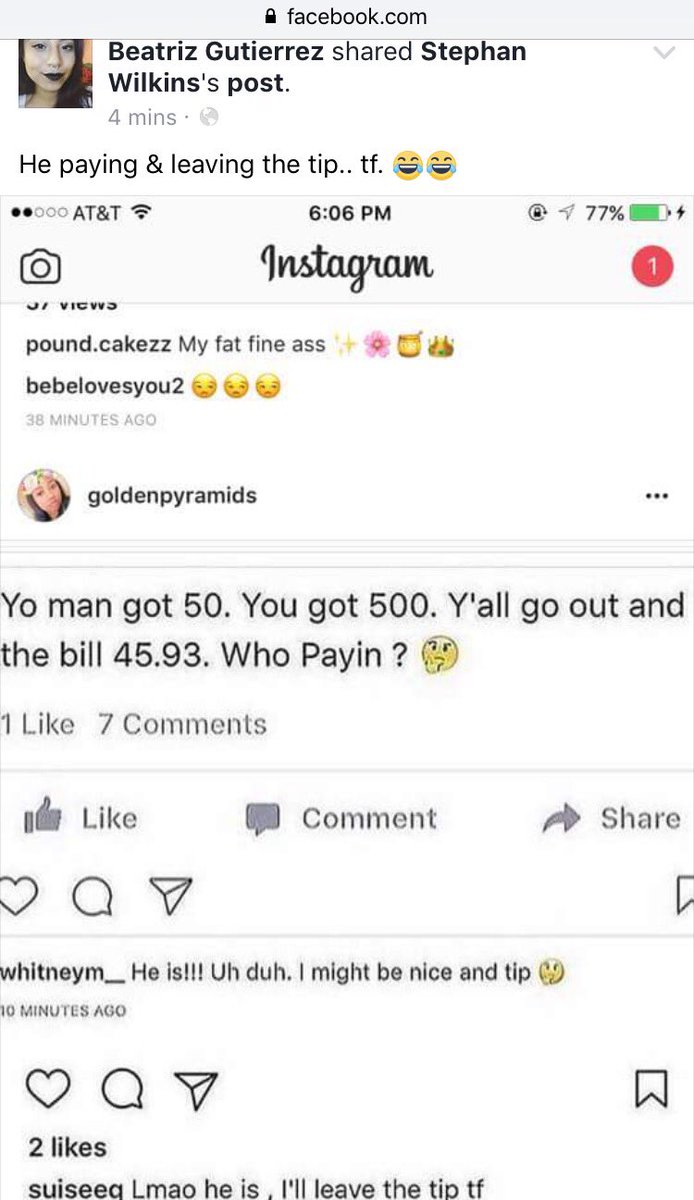 facebook.com
Beatriz Gutierrez shared Stephan
Wilkins's post.
4 mins ·
He paying & leaving the tip.. tf. 😂😂
●●○○○ AT&T 6:06 PM 77%
Instagram 1
37 views
pound.cakezz My fat fine ass ✨🌸🍯👑
bebelovesyou2 😒😒😒
38 MINUTES AGO
goldenpyramids ...
Yo man got 50. You got 500. Y'all go out and
the bill 45.93. Who Payin ? 🤔
1 Like 7 Comments
Like Comment Share
whitneym__ He is!!! Uh duh. I might be nice and tip 🤔
10 MINUTES AGO
2 likes
suiseeq Lmao he is , I'll leave the tip tf